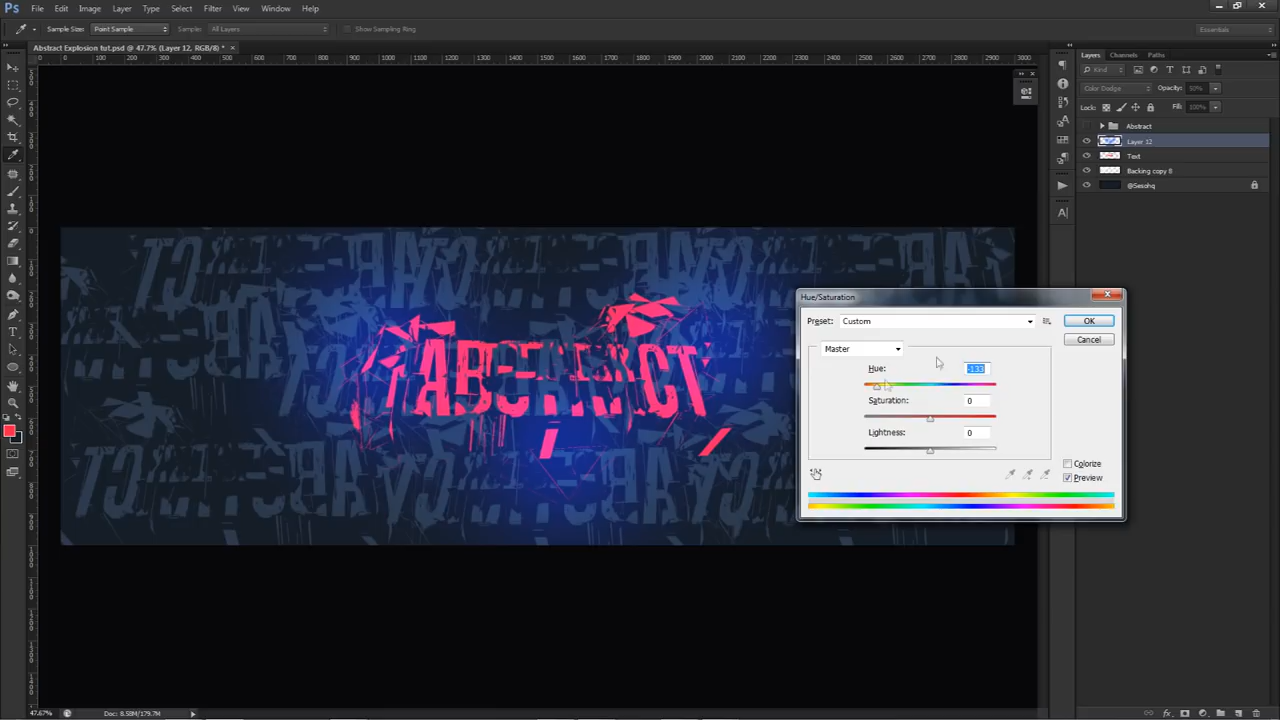 Ps File Edit Image Layer Type Select Filter View Window Help
Sample Size: Point Sample Samples: All Layers Show Sampling Ring Essentials
Abstract Explosion tut.psd @ 47.7% (Layer 12, RGB/8) * ×
Layers Channels Paths
Kind
Color Dodge Opacity: 50%
Lock: Fill: 100%
Abstract
Layer 12
Text
Backing copy 8
@Sesohq
Hue/Saturation
Preset: Custom OK
Master Cancel
Hue: -133
Saturation: 0
Lightness: 0
Colorize
Preview
47.67% Doc: 8.58M/179.7M